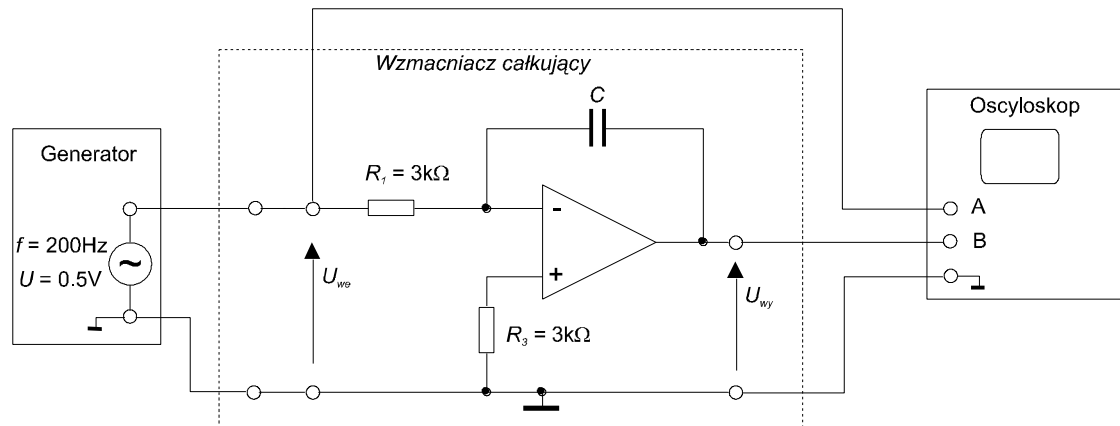 Wzmacniacz całkujący
C
Oscyloskop
Generator
R1 = 3kΩ
A
-
B
f = 200Hz
U = 0.5V
~
Uwe
+
Uwy
R3 = 3kΩ